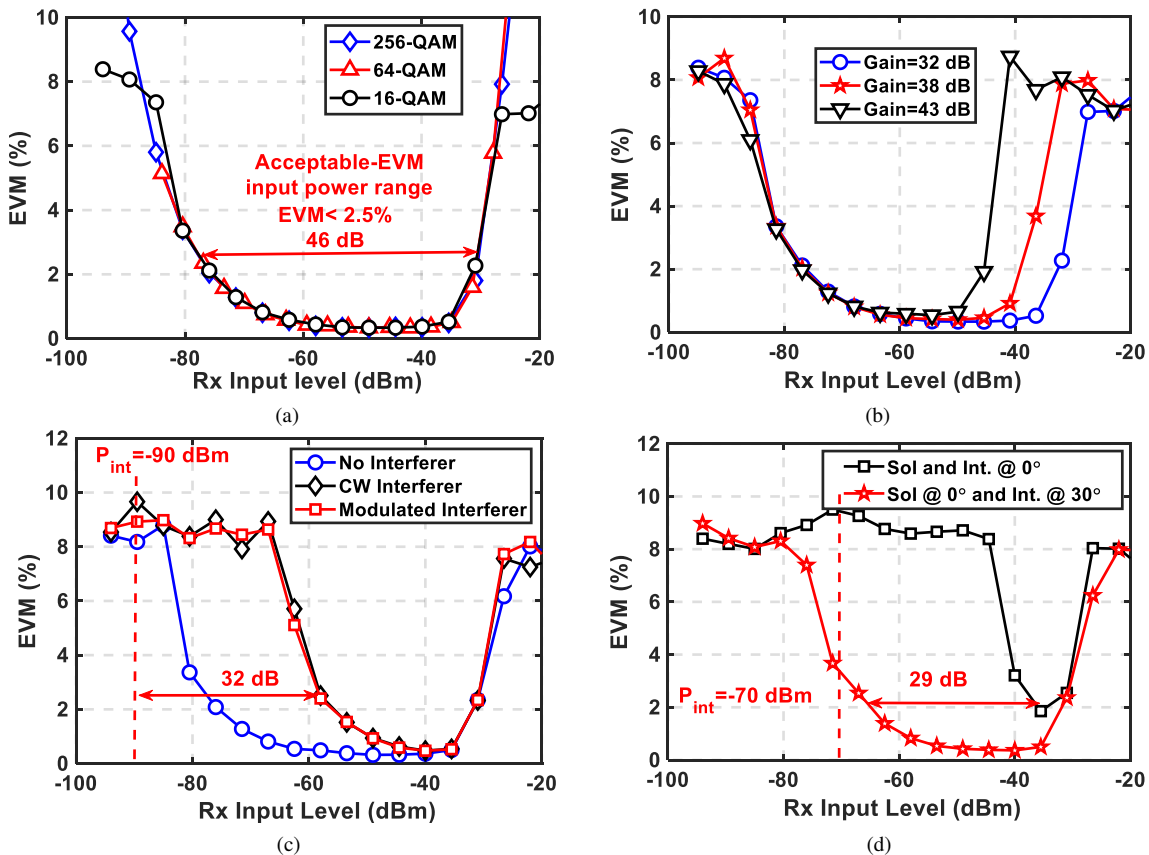 10
8
6
4
2
0
EVM (%)
256-QAM
64-QAM
16-QAM
Acceptable-EVM
input power range
EVM< 2.5%
46 dB
-100 -80 -60 -40 -20
Rx Input Level (dBm)
(a)
10
8
6
4
2
0
EVM (%)
Gain=32 dB
Gain=38 dB
Gain=43 dB
-100 -80 -60 -40 -20
Rx Input Level (dBm)
(b)
12
10
8
6
4
2
0
EVM (%)
Pint=-90 dBm
No Interferer
CW Interferer
Modulated Interferer
32 dB
-100 -80 -60 -40 -20
Rx Input Level (dBm)
(c)
12
10
8
6
4
2
0
EVM (%)
Sol and Int. @ 0°
Sol @ 0° and Int. @ 30°
29 dB
Pint=-70 dBm
-100 -80 -60 -40 -20
Rx Input Level (dBm)
(d)